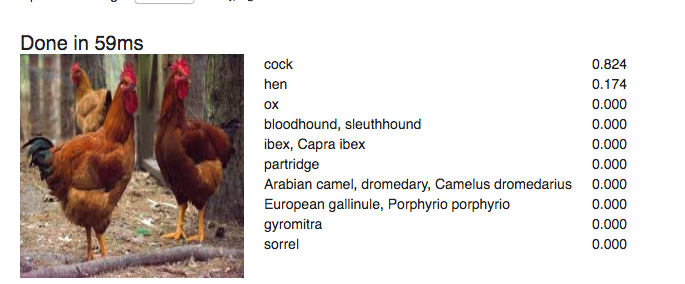 Done in 59ms
cock 0.824
hen 0.174
ox 0.000
bloodhound, sleuthhound 0.000
ibex, Capra ibex 0.000
partridge 0.000
Arabian camel, dromedary, Camelus dromedarius 0.000
European gallinule, Porphyrio porphyrio 0.000
gyromitra 0.000
sorrel 0.000